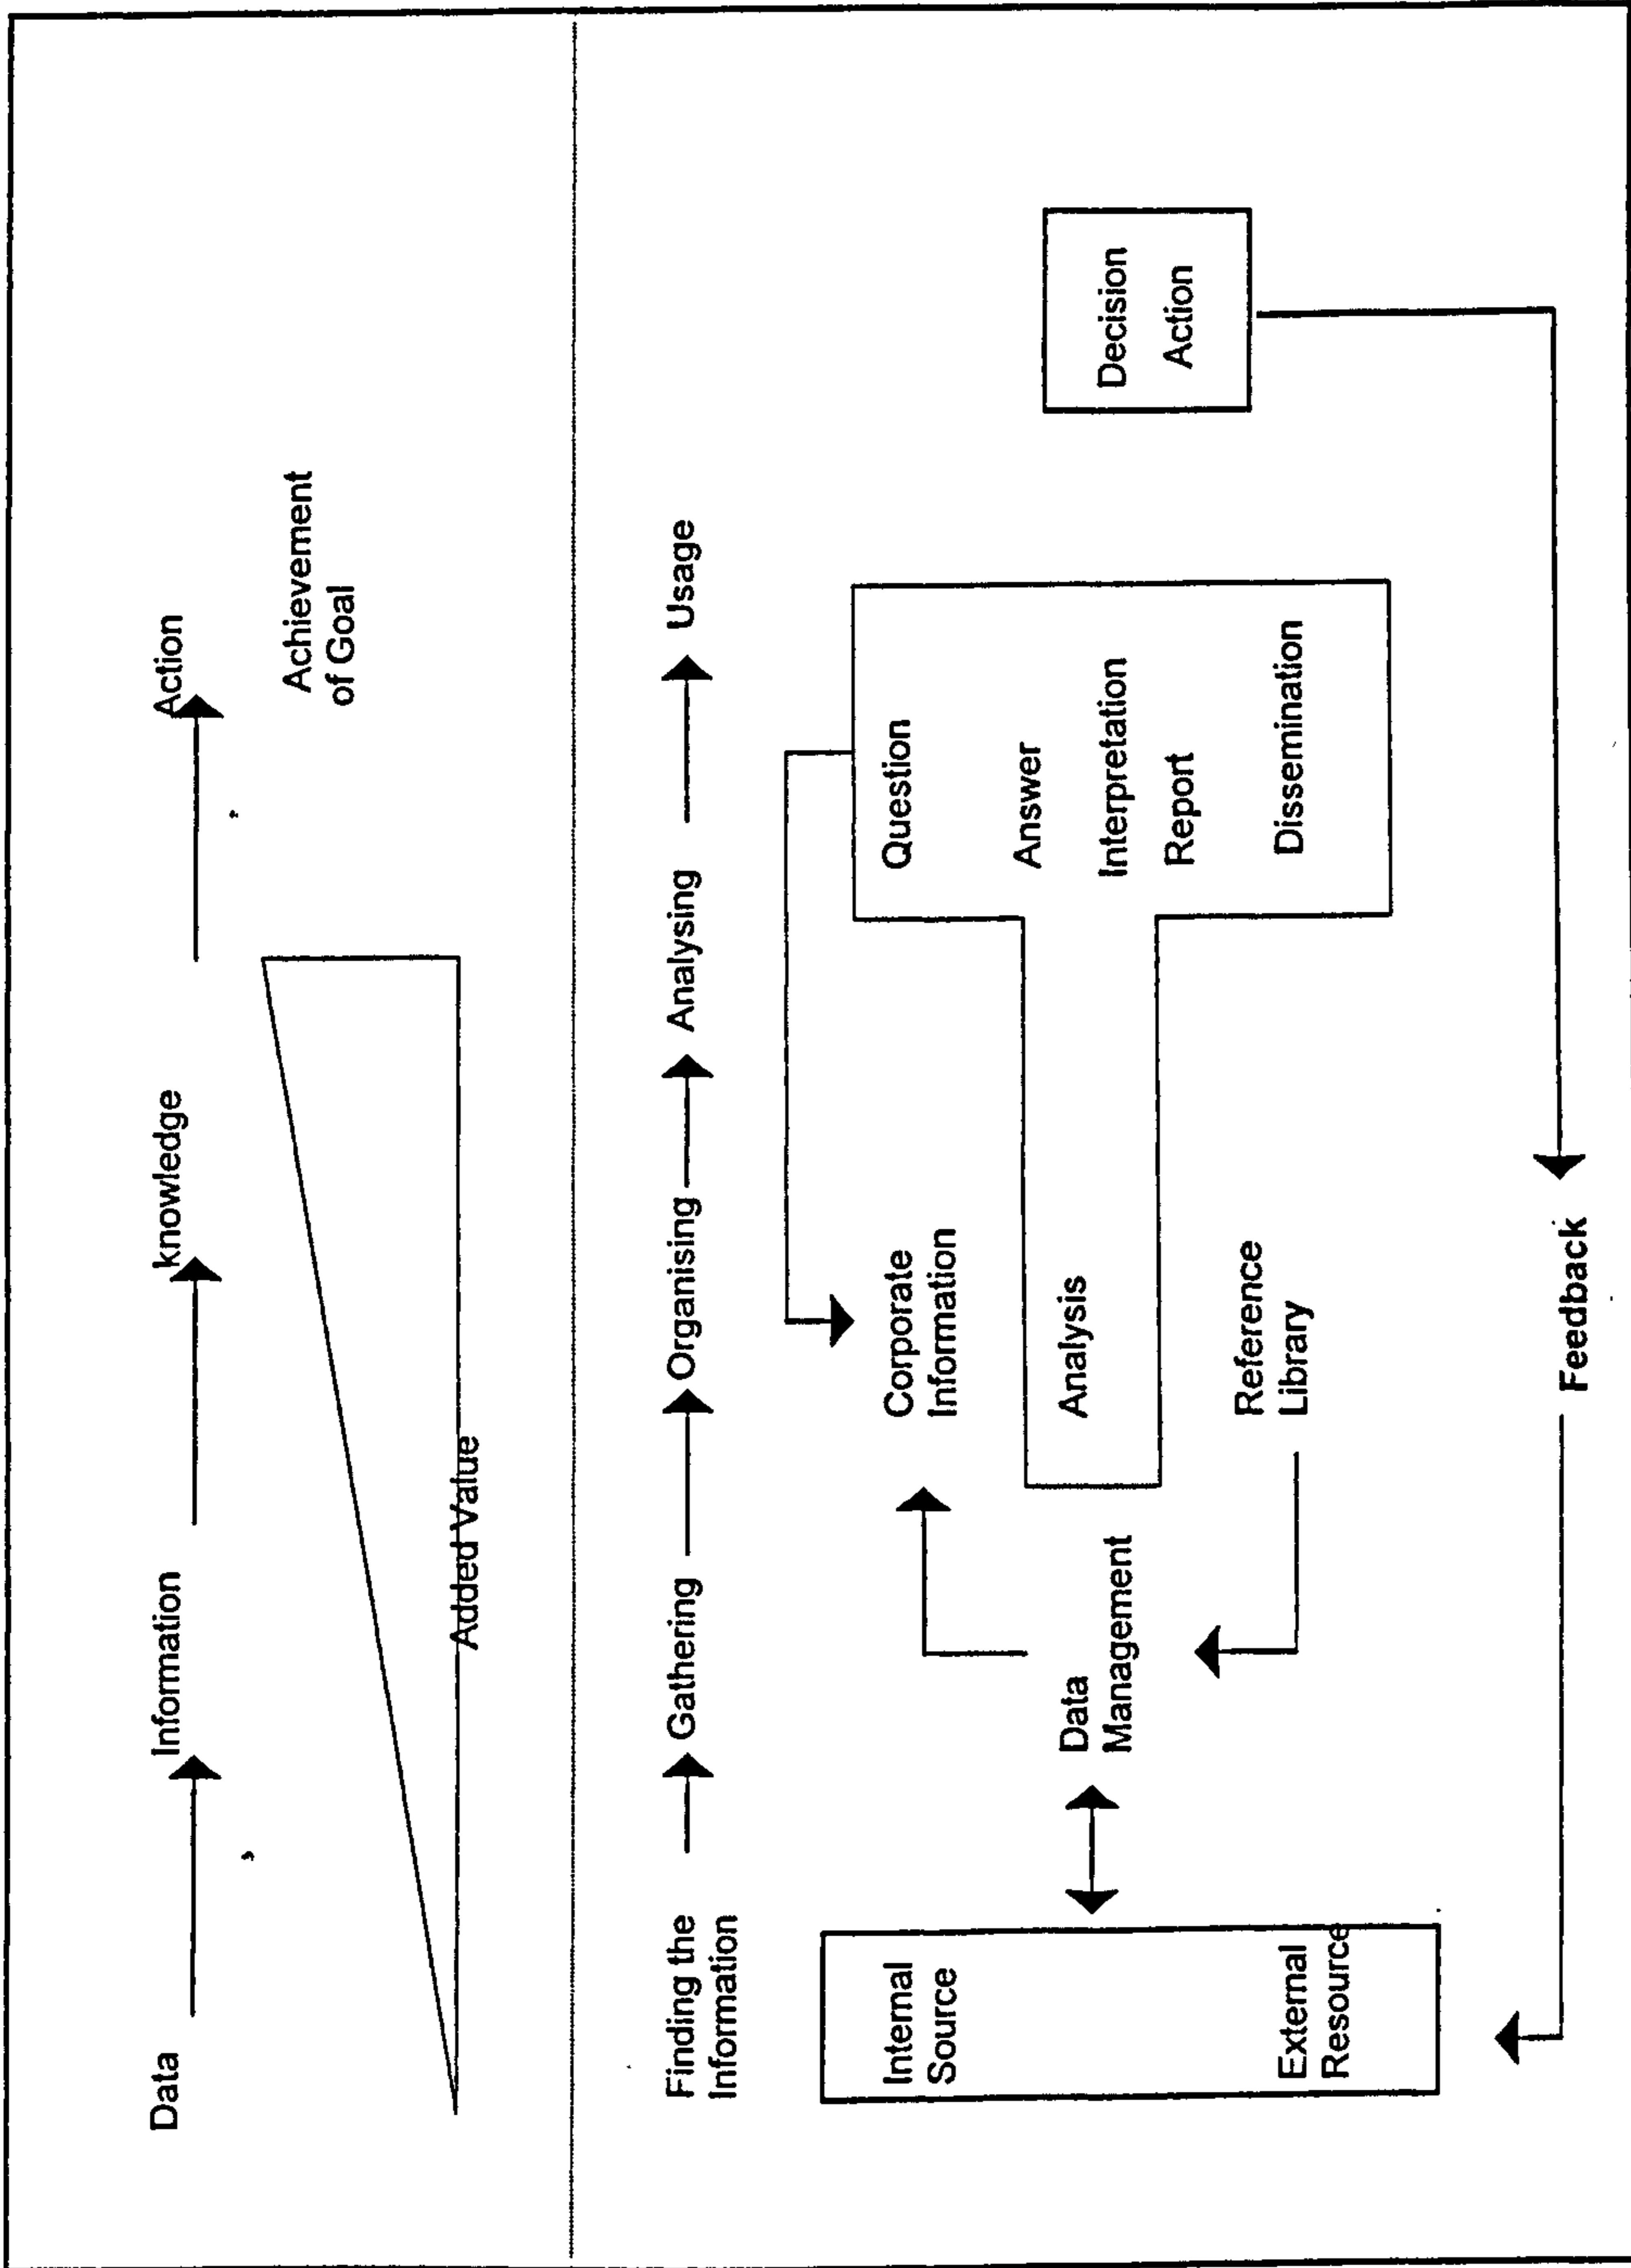 Data
Information
knowledge
Action
Achievement
of Goal
Added Value
Finding the
Information
Gathering
Organising
Analysing
Usage
Internal
Source
External
Resource
Data
Management
Corporate
Information
Analysis
Reference
Library
Question
Answer
Interpretation
Report
Dissemination
Decision
Action
Feedback